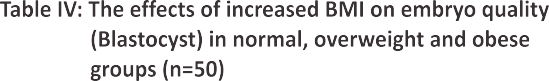 Table IV: The effects of increased BMI on embryo quality
(Blastocyst) in normal, overweight and obese
groups (n=50)